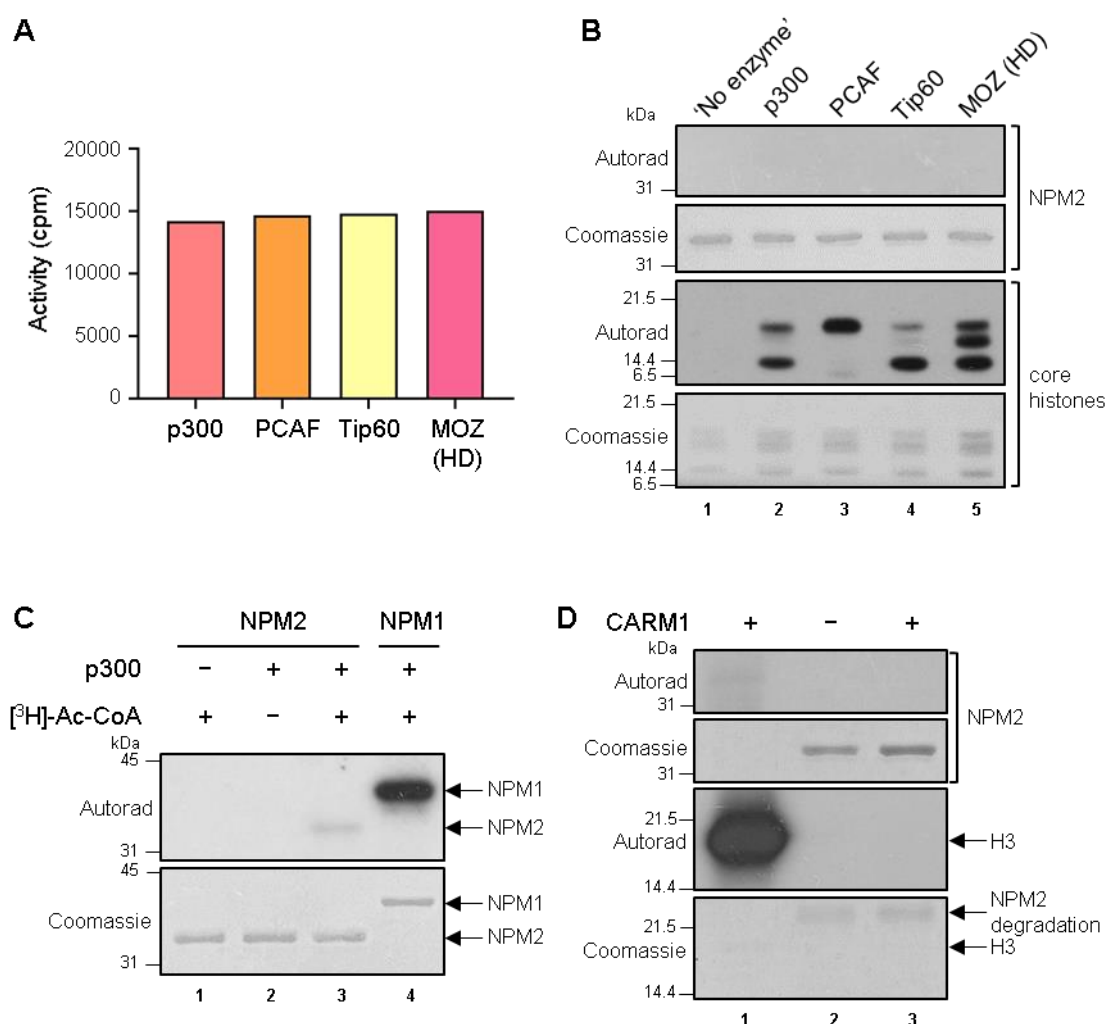 A
Activity (cpm)
20000
15000
10000
5000
0
p300 PCAF Tip60 MOZ (HD)
B
'No enzyme' p300 PCAF Tip60 MOZ (HD)
kDa
Autorad
31
Coomassie
31
NPM2
21.5
Autorad
14.4
6.5
21.5
Coomassie
14.4
6.5
core
histones
1 2 3 4 5
C
NPM2 NPM1
p300 − + + +
[3H]-Ac-CoA + − + +
kDa
45
Autorad
31
NPM1
NPM2
45
Coomassie
31
NPM1
NPM2
1 2 3 4
D
CARM1 + − +
kDa
Autorad
31
Coomassie
31
NPM2
21.5
Autorad
14.4
H3
21.5
Coomassie
14.4
NPM2
degradation
H3
1 2 3